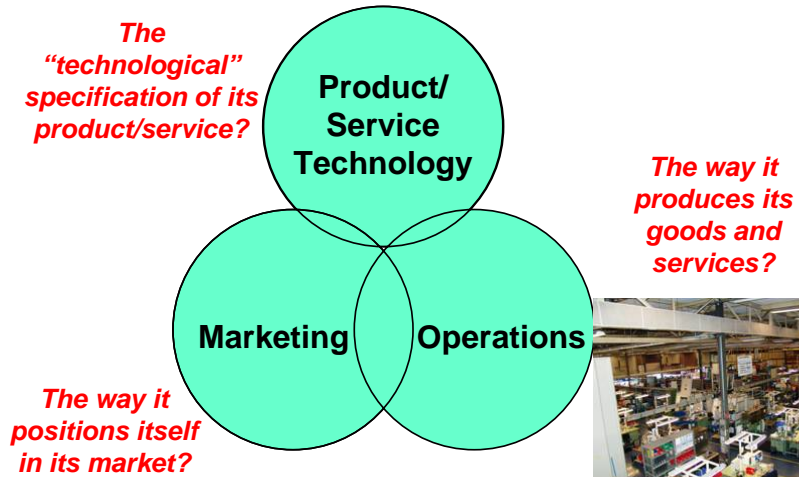 The
“technological”
specification of its
product/service?
Product/
Service
Technology
The way it
produces its
goods and
services?
Marketing
Operations
The way it
positions itself
in its market?